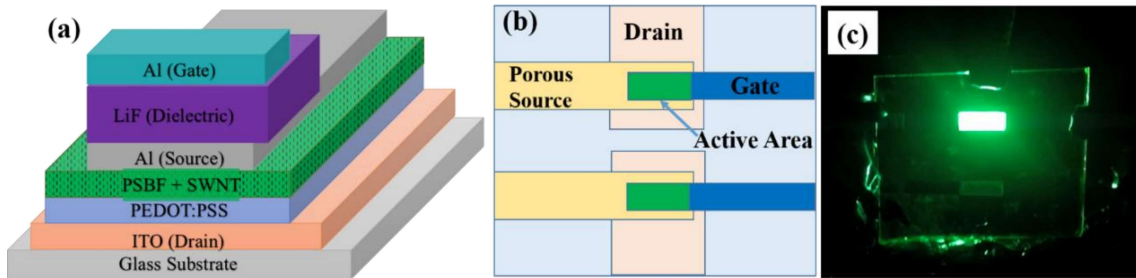 (a)
Al (Gate)
LiF (Dielectric)
Al (Source)
PSBF + SWNT
PEDOT:PSS
ITO (Drain)
Glass Substrate
(b)
Drain
Porous
Source
Gate
Active Area
(c)